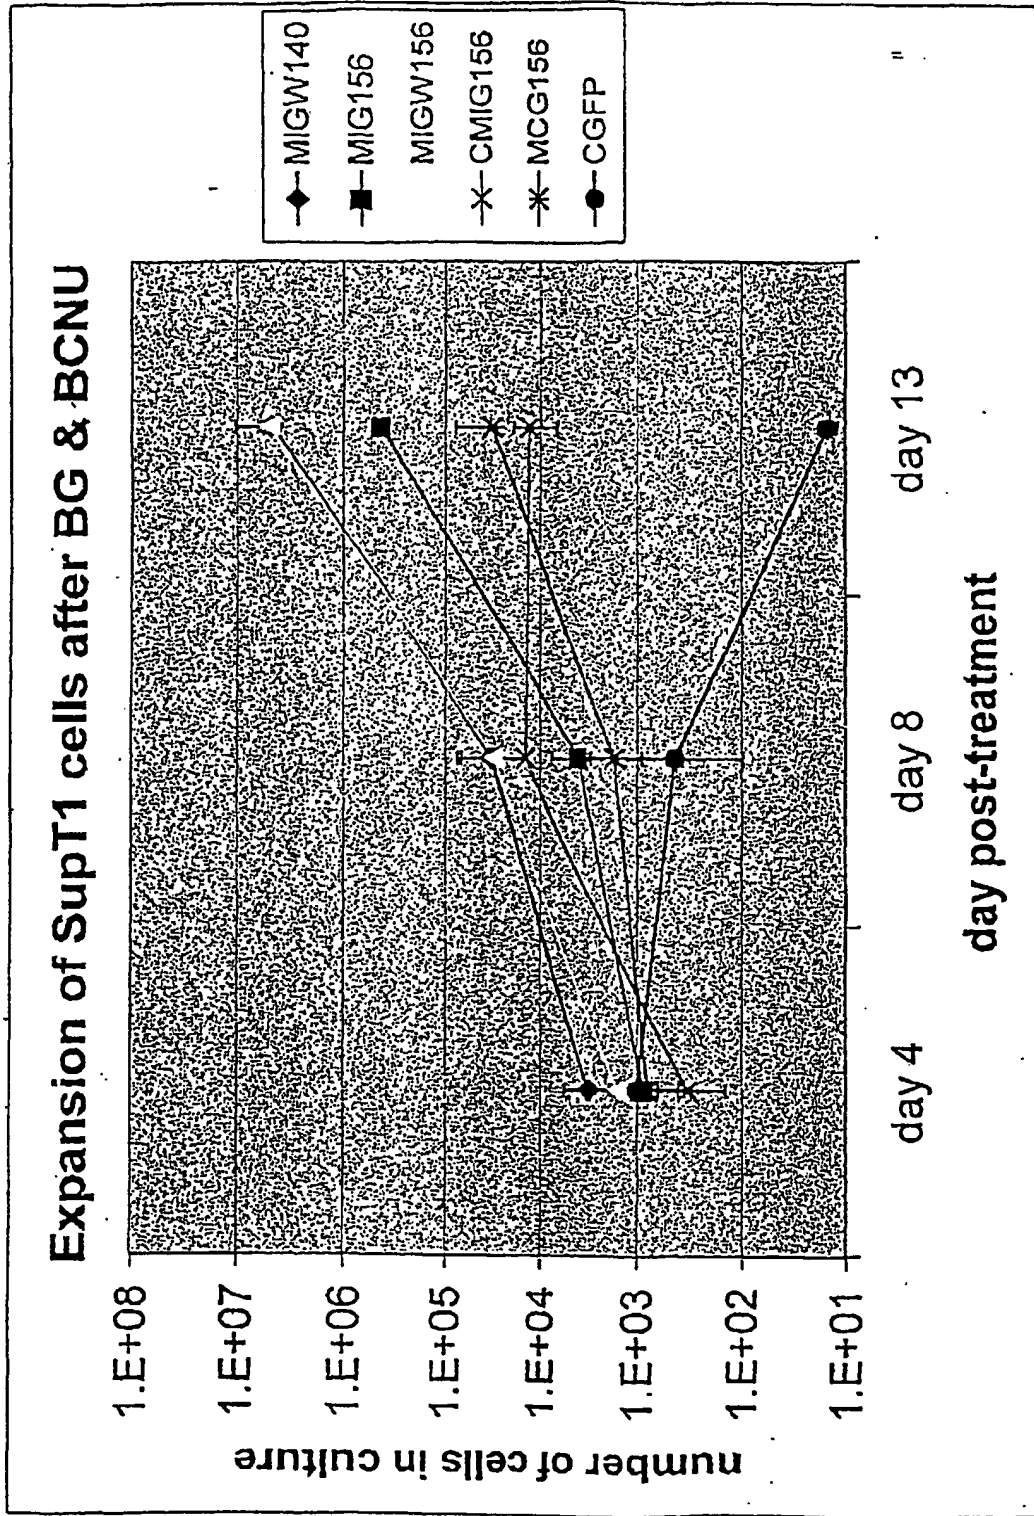 Expansion of SupT1 cells after BG & BCNU
number of cells in culture
1.E+08
1.E+07
1.E+06
1.E+05
1.E+04
1.E+03
1.E+02
1.E+01
day 4
day 8
day 13
day post-treatment
MIGW140
MIG156
MIGW156
CMIG156
MCG156
CGFP